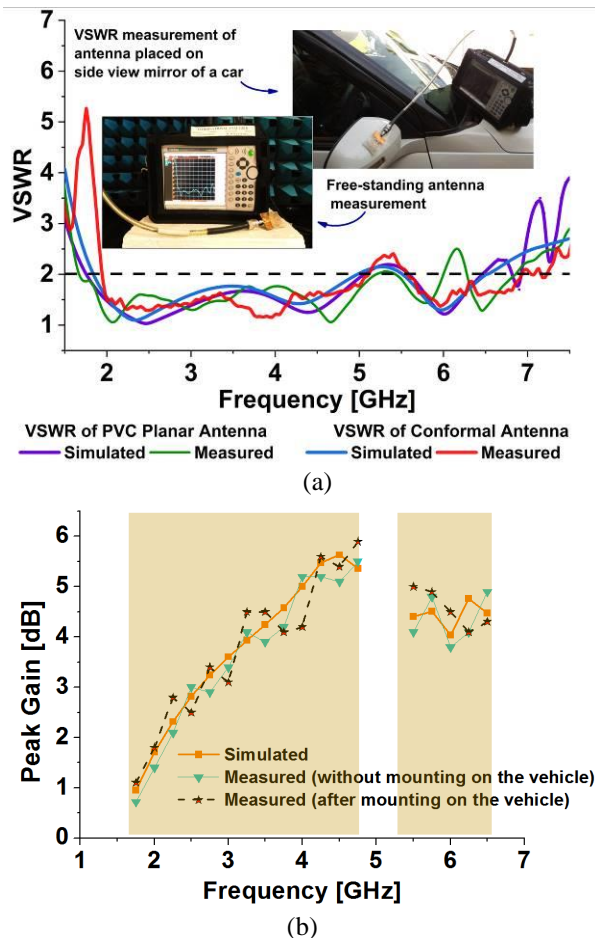 7
6
5
4
3
2
1
VSWR
VSWR measurement of
antenna placed on
side view mirror of a car
Free-standing antenna
measurement
2 3 4 5 6 7
Frequency [GHz]
VSWR of PVC Planar Antenna VSWR of Conformal Antenna
Simulated Measured Simulated Measured
(a)
6
5
4
3
2
1
0
Peak Gain [dB]
Simulated
Measured (without mounting on the vehicle)
Measured (after mounting on the vehicle)
1 2 3 4 5 6 7
Frequency [GHz]
(b)